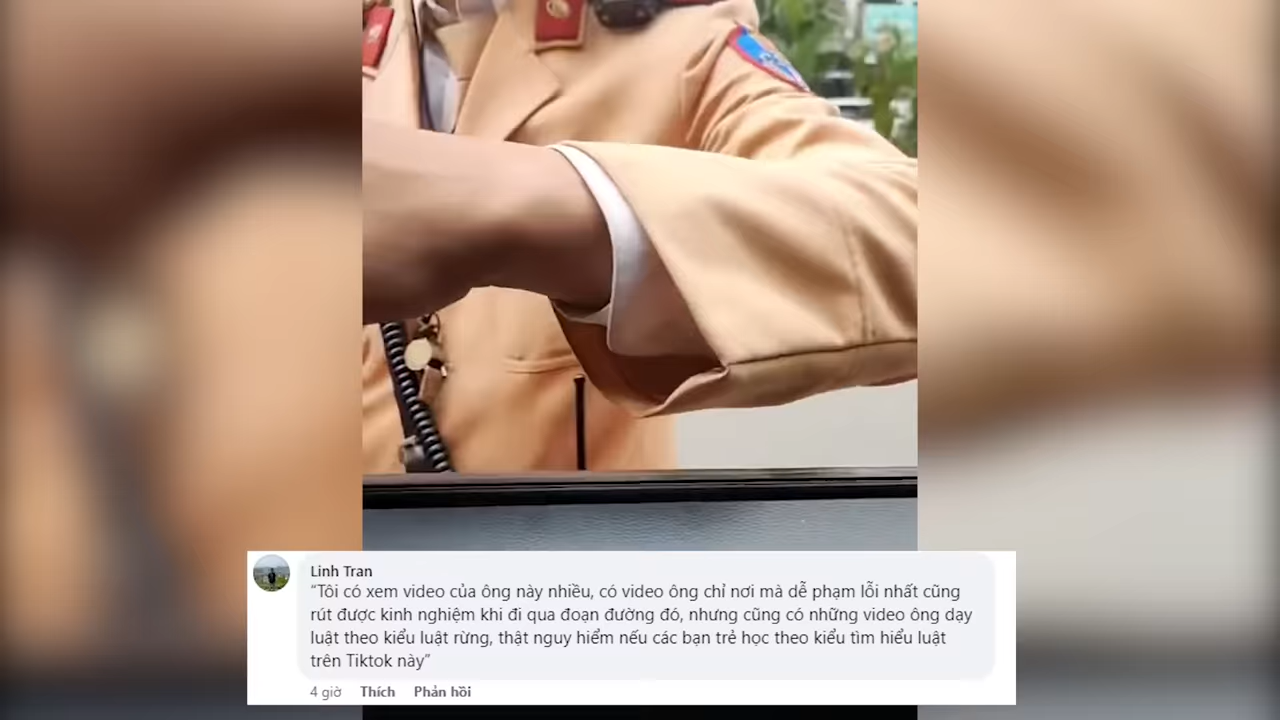 Linh Tran
“Tôi có xem video của ông này nhiều, có video ông chỉ nơi mà dễ phạm lỗi nhất cũng
rút được kinh nghiệm khi đi qua đoạn đường đó, nhưng cũng có những video ông dạy
luật theo kiểu luật rừng, thật nguy hiểm nếu các bạn trẻ học theo kiểu tìm hiểu luật
trên Tiktok này”
4 giờ Thích Phản hồi